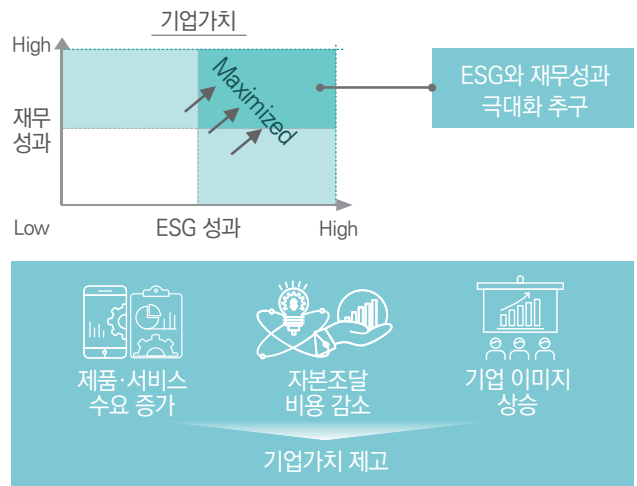 기업가치
High
Maximized
ESG와 재무성과
극대화 추구
재무
성과
Low
ESG 성과
High
제품·서비스
수요 증가
자본조달
비용 감소
기업 이미지
상승
기업가치 제고